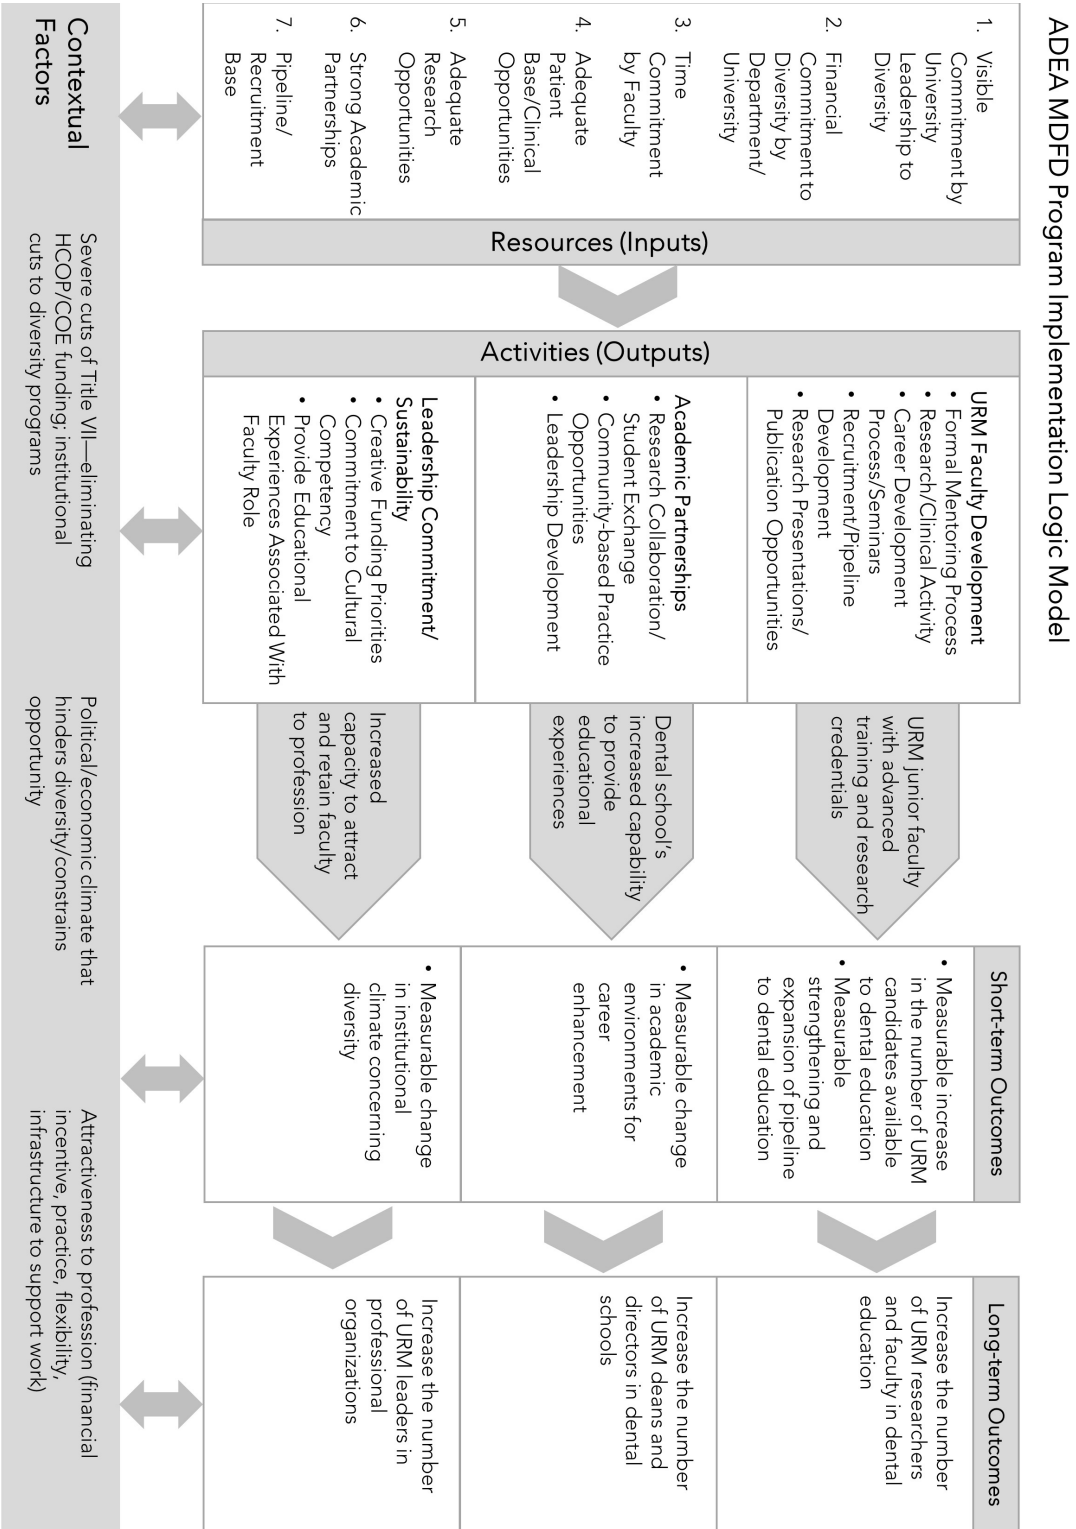 ADEA MDFD Program Implementation Logic Model
1. Visible
Commitment by
University
Leadership to
Diversity
2. Financial
Commitment to
Diversity by
Department/
University
3. Time
Commitment
by Faculty
4. Adequate
Patient
Base/Clinical
Opportunities
5. Adequate
Research
Opportunities
6. Strong Academic
Partnerships
7. Pipeline/
Recruitment
Base
Resources (Inputs)
Activities (Outputs)
URM Faculty Development
• Formal Mentoring Process
• Research/Clinical Activity
• Career Development
Process/Seminars
• Recruitment/Pipeline
Development
• Research Presentations/
Publication Opportunities
Academic Partnerships
• Research Collaboration/
Student Exchange
• Community-based Practice
Opportunities
• Leadership Development
Leadership Commitment/
Sustainability
• Creative Funding Priorities
• Commitment to Cultural
Competency
• Provide Educational
Experiences Associated With
Faculty Role
URM junior faculty
with advanced
training and research
credentials
Dental school’s
increased capability
to provide
educational
experiences
Increased
capacity to attract
and retain faculty
to profession
Short-term Outcomes
• Measurable increase
in the number of URM
candidates available
to dental education
• Measurable
strengthening and
expansion of pipeline
to dental education
• Measurable change
in academic
environments for
career
enhancement
• Measurable change
in institutional
climate concerning
diversity
Long-term Outcomes
Increase the number
of URM researchers
and faculty in dental
education
Increase the number
of URM deans and
directors in dental
schools
Increase the number
of URM leaders in
professional
organizations
Contextual
Factors
Severe cuts of Title VII—eliminating
HCOP/COE funding; institutional
cuts to diversity programs
Political/economic climate that
hinders diversity/constrains
opportunity
Attractiveness to profession (financial
incentive, practice, flexibility,
infrastructure to support work)